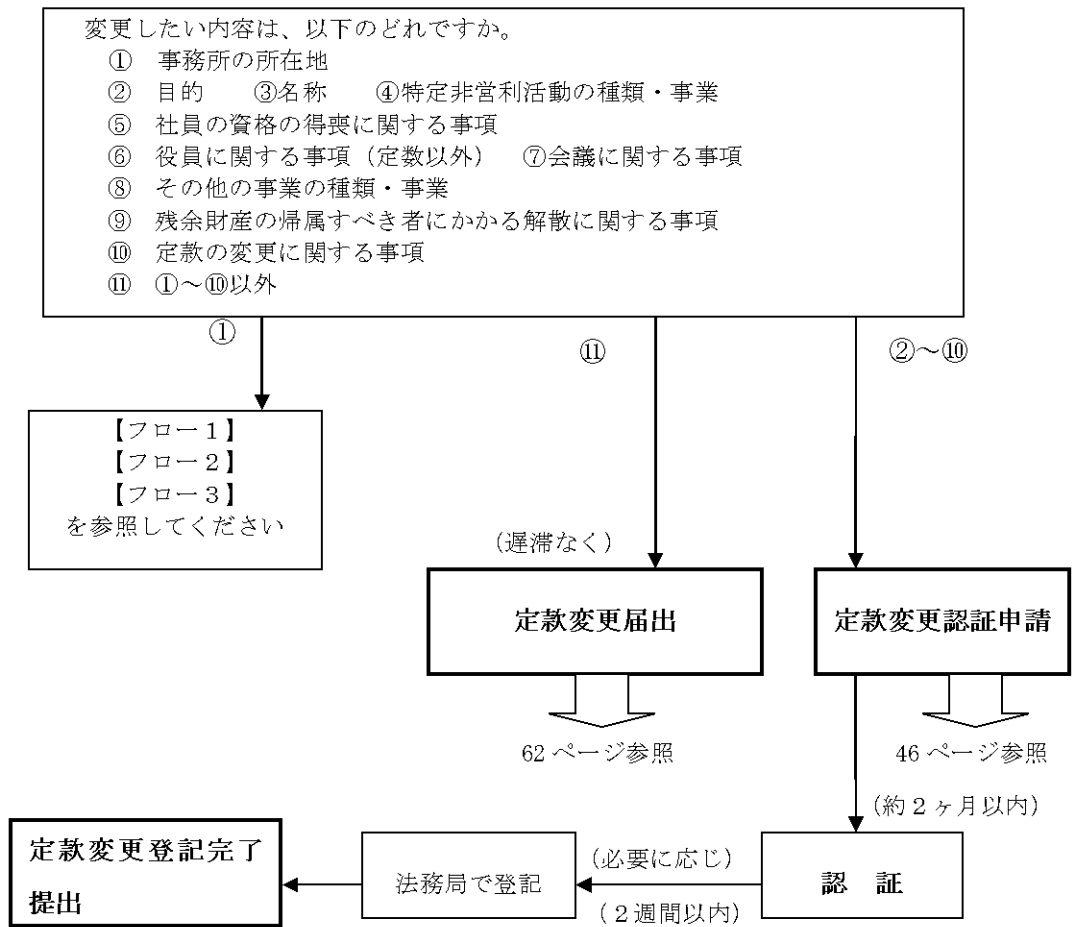 変更したい内容は、以下のどれですか。
① 事務所の所在地
② 目的 ③名称 ④特定非営利活動の種類・事業
⑤ 社員の資格の得喪に関する事項
⑥ 役員に関する事項（定数以外） ⑦会議に関する事項
⑧ その他の事業の種類・事業
⑨ 残余財産の帰属すべき者にかかる解散に関する事項
⑩ 定款の変更に関する事項
⑪ ①～⑩以外
①
⑪
②～⑩
【フロー１】
【フロー２】
【フロー３】
を参照してください
（遅滞なく）
定款変更届出
定款変更認証申請
62 ページ参照
46 ページ参照
（約２ヶ月以内）
定款変更登記完了
提出
法務局で登記
（必要に応じ）
（２週間以内）
認 証